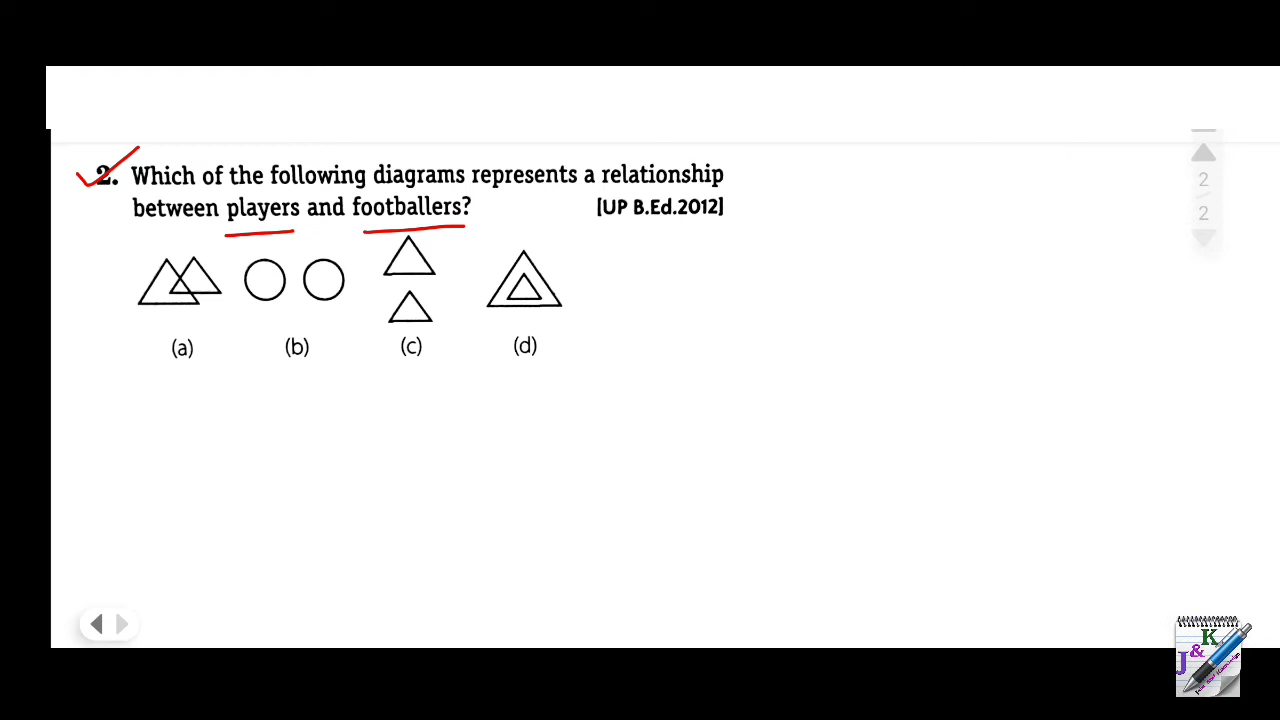 2. Which of the following diagrams represents a relationship
between players and footballers? [UP B.Ed.2012]
(a) (b) (c) (d)
2
2
J&K